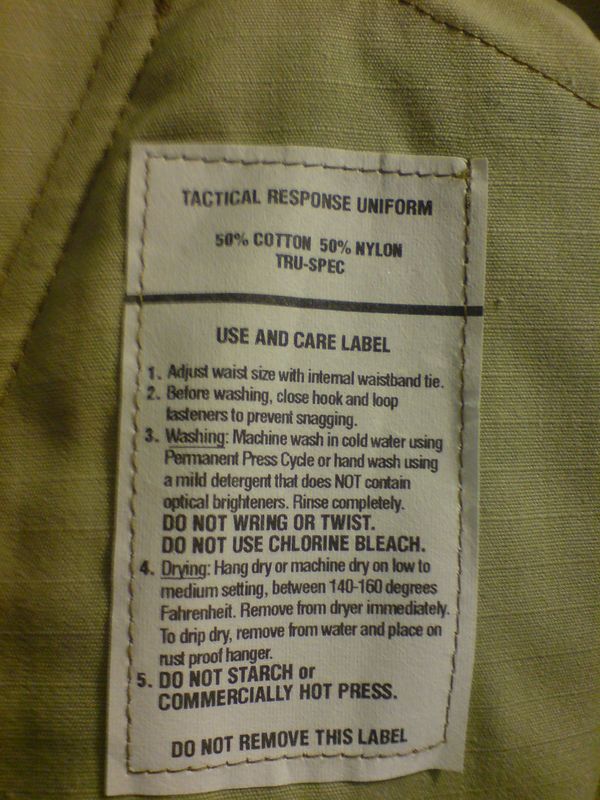 TACTICAL RESPONSE UNIFORM
50% COTTON 50% NYLON
TRU-SPEC
USE AND CARE LABEL
1. Adjust waist size with internal waistband tie.
2. Before washing, close hook and loop
fasteners to prevent snagging.
3. Washing: Machine wash in cold water using
Permanent Press Cycle or hand wash using
a mild detergent that does NOT contain
optical brighteners. Rinse completely.
DO NOT WRING OR TWIST.
DO NOT USE CHLORINE BLEACH.
4. Drying: Hang dry or machine dry on low to
medium setting, between 140-160 degrees
Fahrenheit. Remove from dryer immediately.
To drip dry, remove from water and place on
rust proof hanger.
5. DO NOT STARCH or
COMMERCIALLY HOT PRESS.
DO NOT REMOVE THIS LABEL